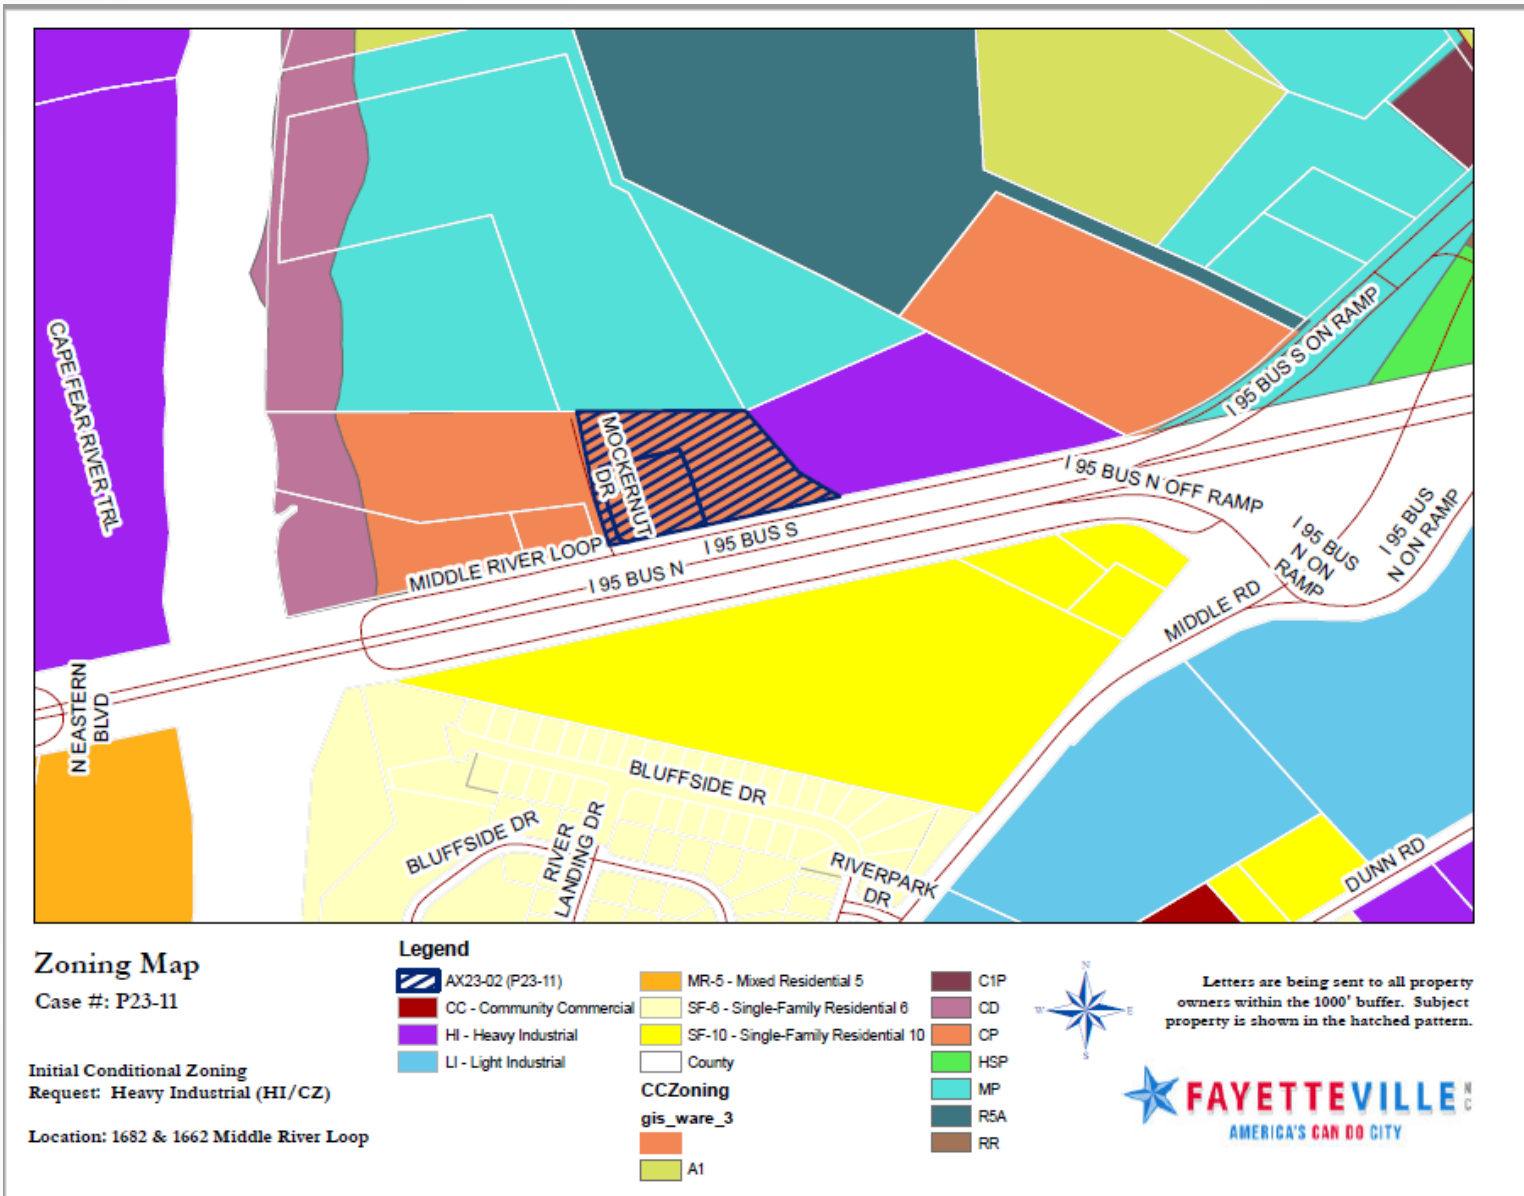 CAPE FEAR RIVER TRL
MOCKERNUT
DR
MIDDLE RIVER LOOP
I 95 BUS S
I 95 BUS N
I 95 BUS S ON RAMP
I 95 BUS N OFF RAMP
I 95 BUS
N ON
RAMP
I 95 BUS
N ON RAMP
MIDDLE RD
N EASTERN
BLVD
BLUFFSIDE DR
BLUFFSIDE DR
RIVER
LANDING DR
RIVERPARK
DR
DUNN RD
Zoning Map
Case #: P23-11
Initial Conditional Zoning
Request: Heavy Industrial (HI/CZ)
Location: 1682 & 1662 Middle River Loop
Legend
AX23-02 (P23-11)
CC - Community Commercial
HI - Heavy Industrial
LI - Light Industrial
MR-5 - Mixed Residential 5
SF-6 - Single-Family Residential 6
SF-10 - Single-Family Residential 10
County
CCZoning
gis_ware_3
A1
C1P
CD
CP
HSP
MP
R5A
RR
N
W
E
S
Letters are being sent to all property
owners within the 1000' buffer. Subject
property is shown in the hatched pattern.
FAYETTEVILLE NC
AMERICA'S CAN DO CITY